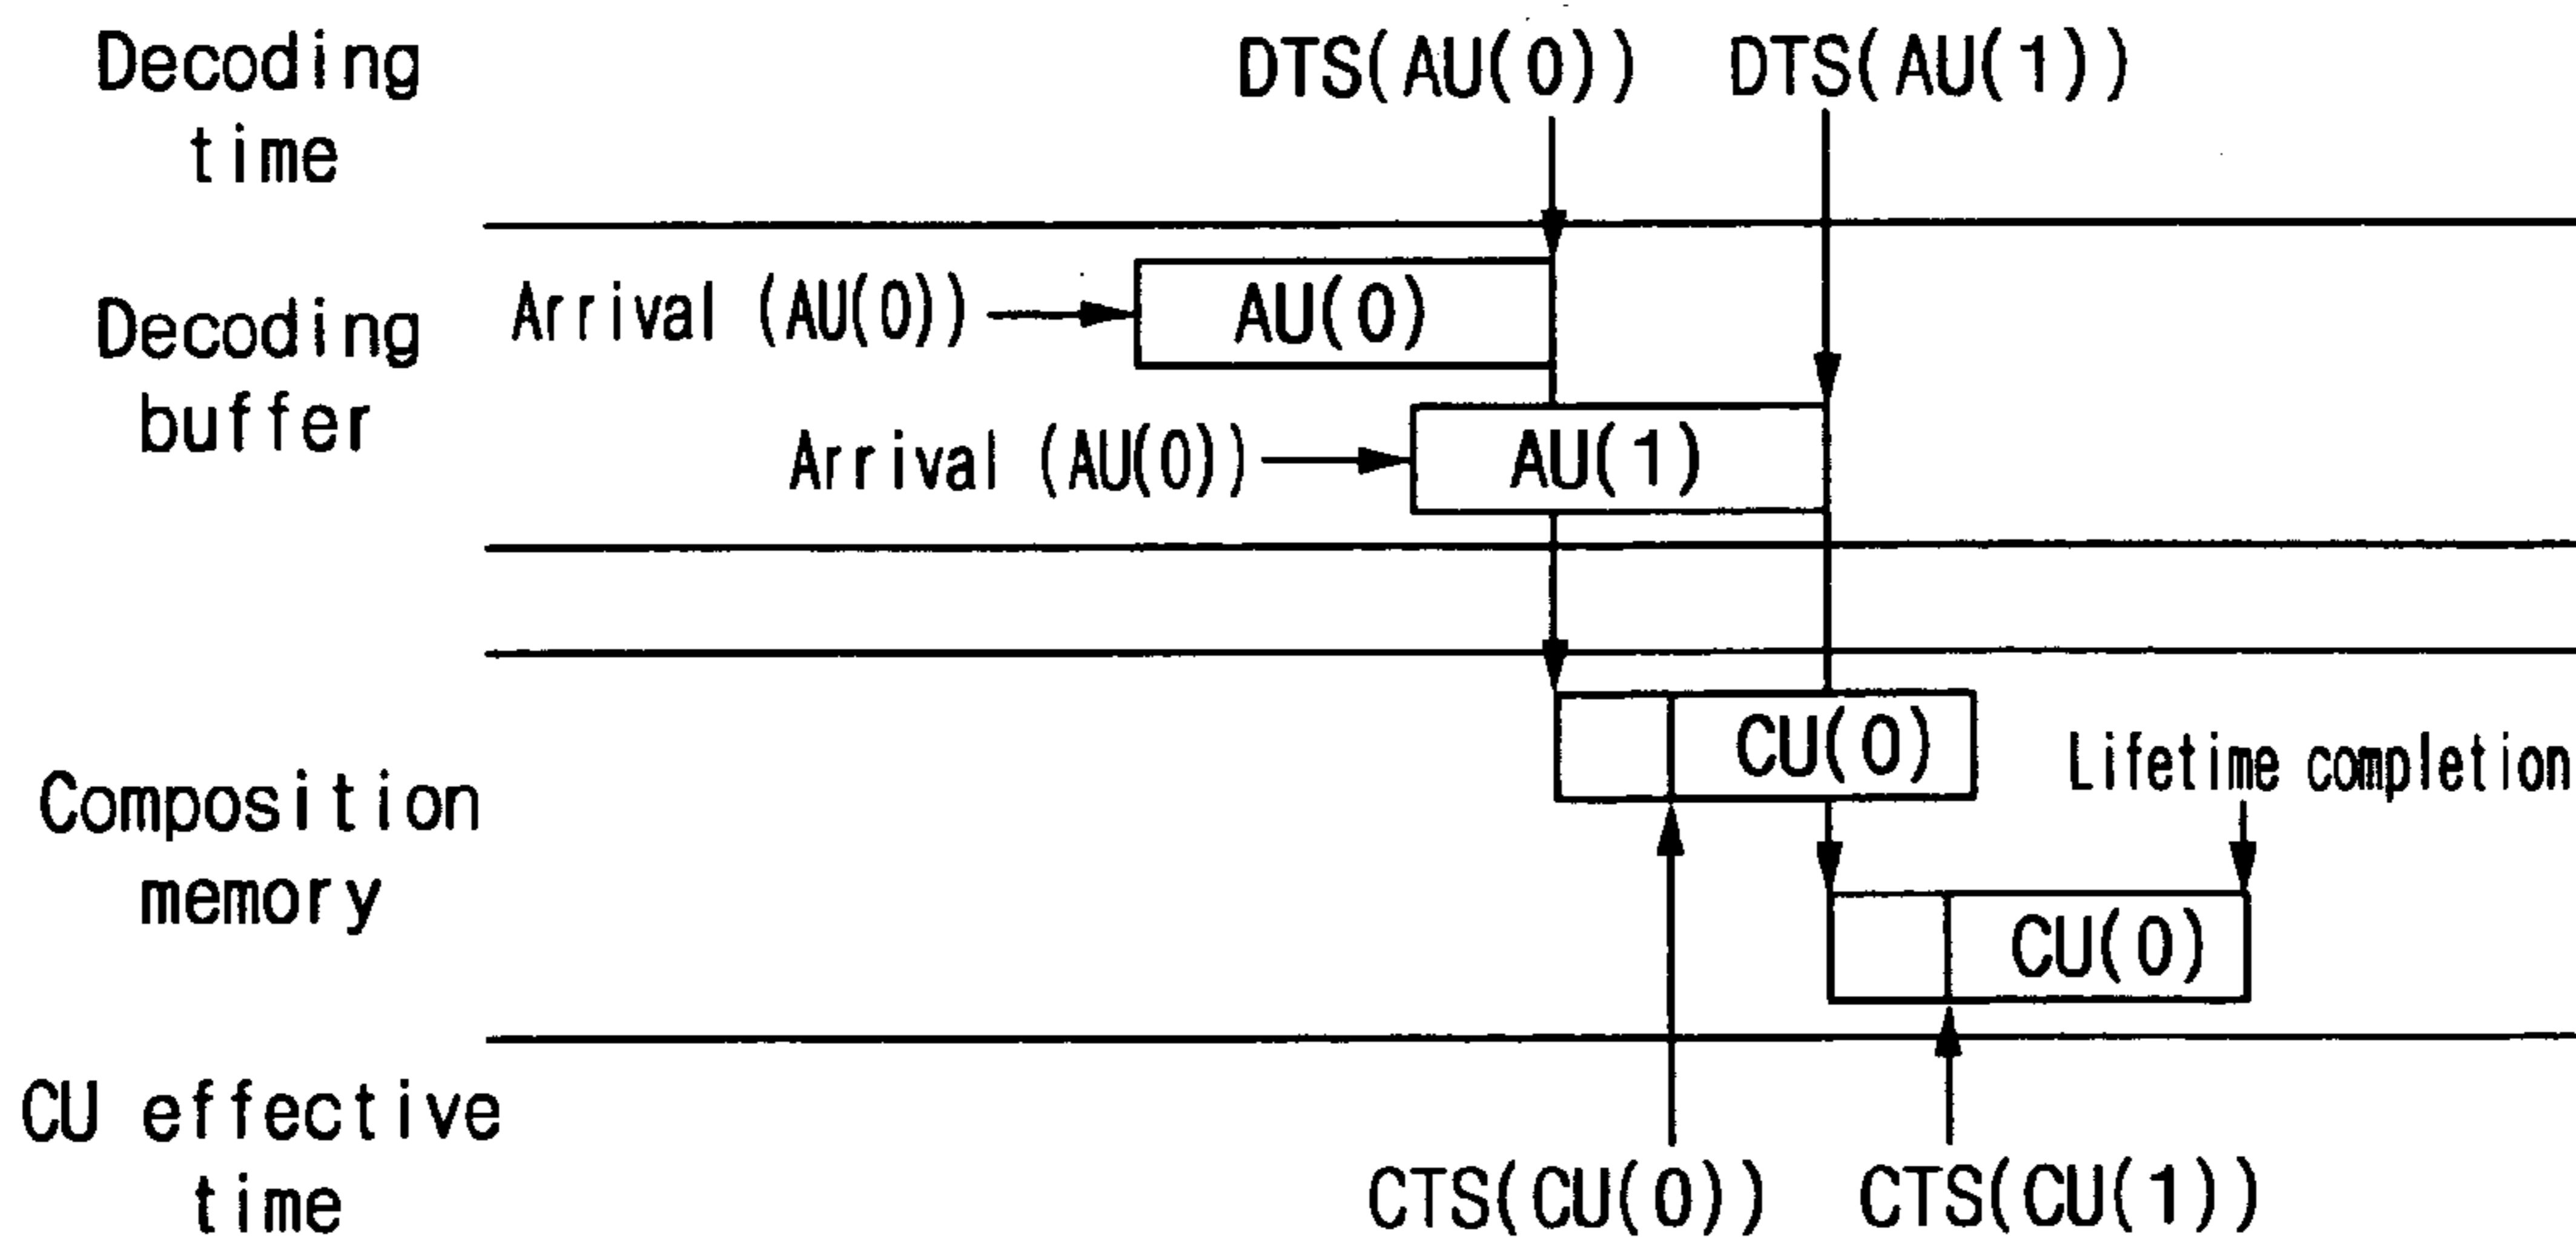 Decoding
time
DTS(AU(0)) DTS(AU(1))
Decoding
buffer
Arrival (AU(0)) AU(0)
Arrival (AU(0)) AU(1)
Composition
memory
CU(0)
Lifetime completion
CU(0)
CU effective
time
CTS(CU(0)) CTS(CU(1))